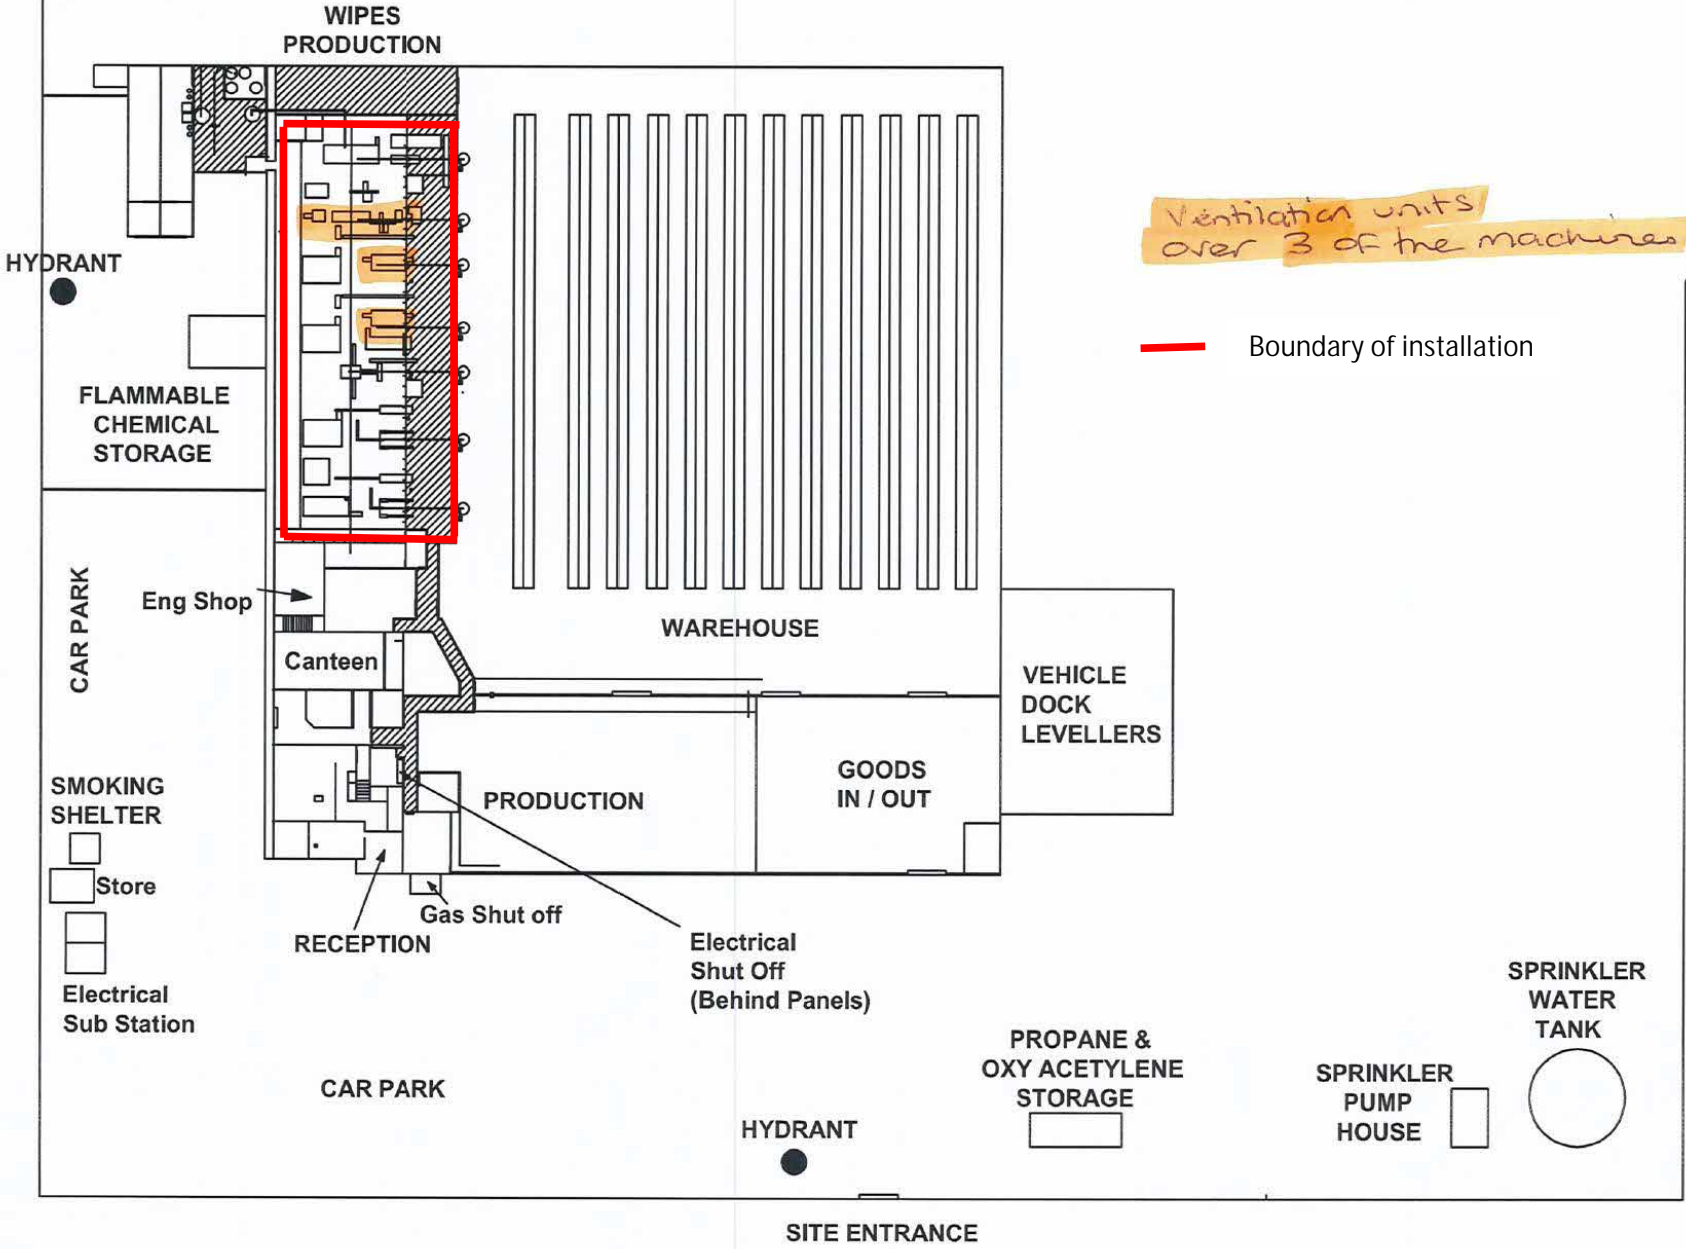 WIPES
PRODUCTION
Ventilation units
over 3 of the machines
HYDRANT
Boundary of installation
FLAMMABLE
CHEMICAL
STORAGE
CAR PARK
Eng Shop
WAREHOUSE
Canteen
VEHICLE
DOCK
LEVELLERS
SMOKING
SHELTER
PRODUCTION
GOODS
IN / OUT
Store
Gas Shut off
RECEPTION
Electrical
Shut Off
(Behind Panels)
Electrical
Sub Station
SPRINKLER
WATER
TANK
PROPANE &
OXY ACETYLENE
STORAGE
SPRINKLER
PUMP
HOUSE
CAR PARK
HYDRANT
SITE ENTRANCE